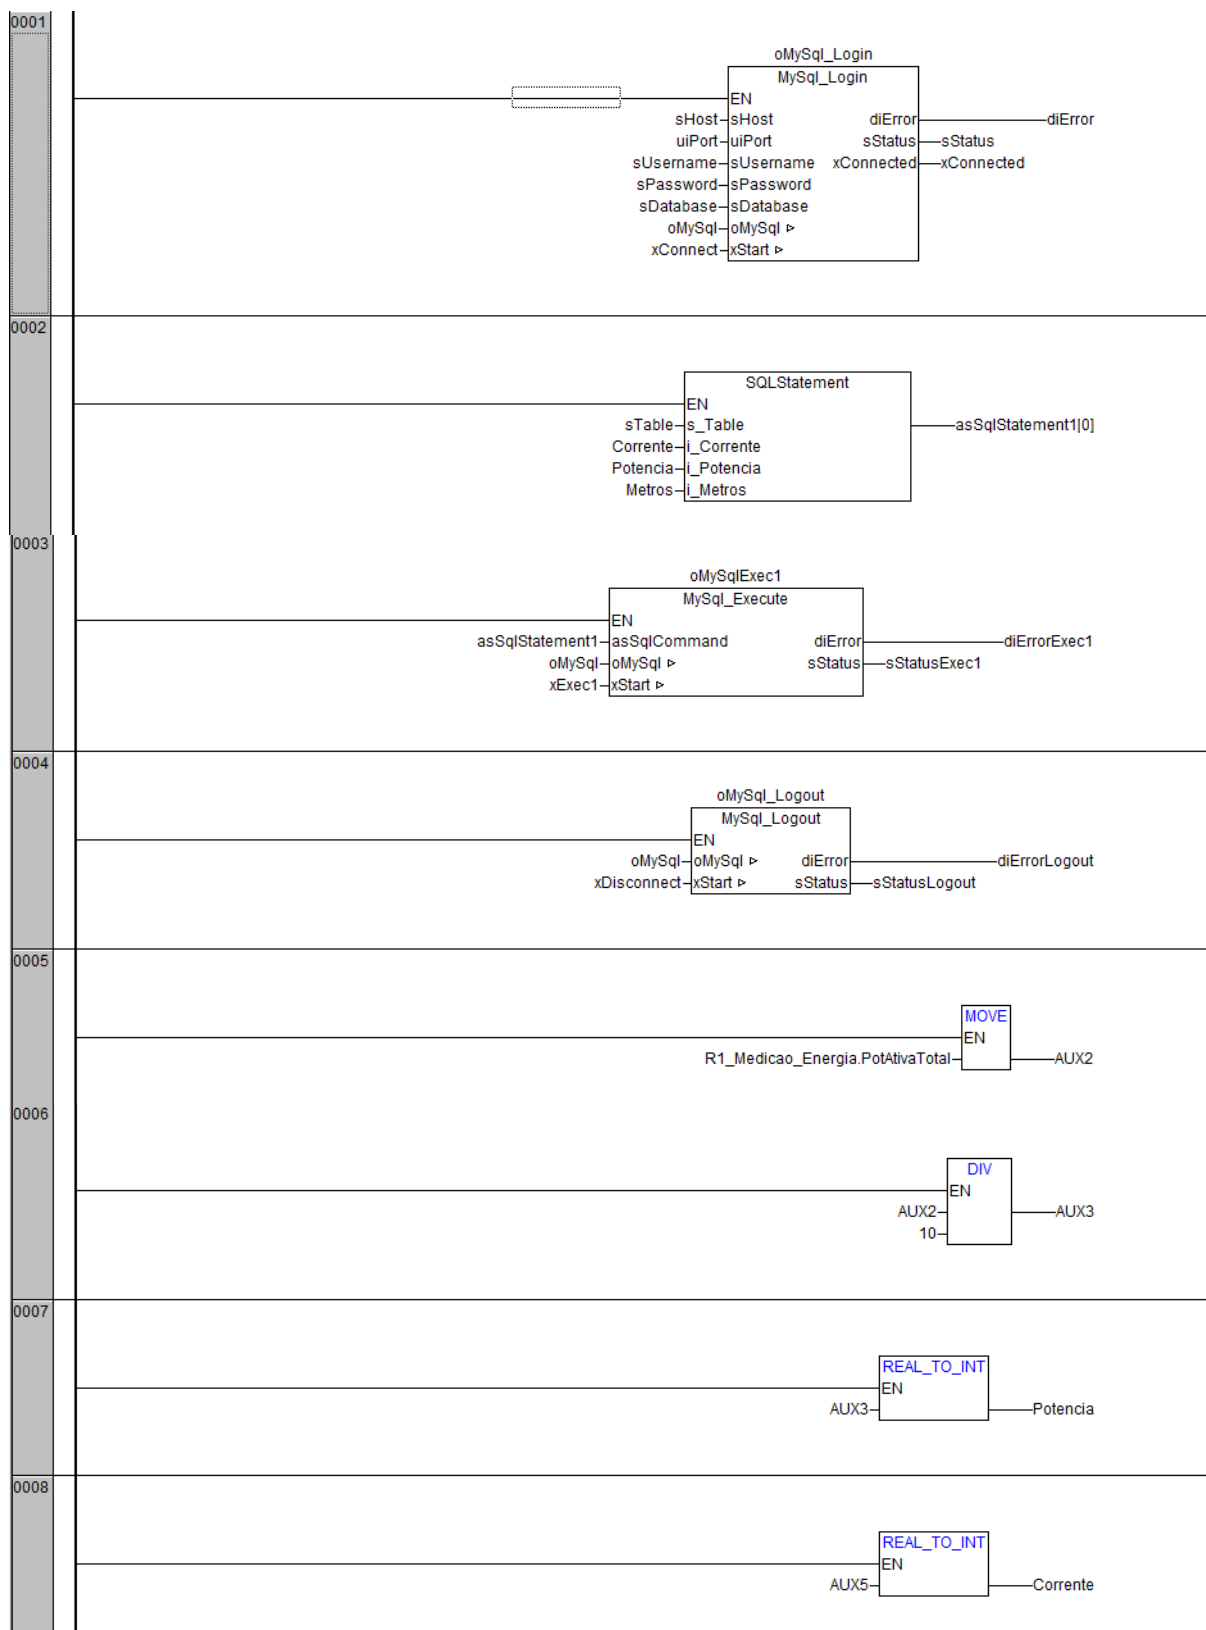 0001
oMySql_Login
MySql_Login
EN
sHost sHost diError diError
uiPort uiPort sStatus sStatus
sUsername sUsername xConnected xConnected
sPassword sPassword
sDatabase sDatabase
oMySql oMySql
xConnect xStart
0002
SQLStatement
EN
sTable s_Table asSqlStatement1[0]
Corrente i_Corrente
Potencia i_Potencia
Metros i_Metros
0003
oMySqlExec1
MySql_Execute
EN
asSqlStatement1 asSqlCommand diError diErrorExec1
oMySql oMySql sStatus sStatusExec1
xExec1 xStart
0004
oMySql_Logout
MySql_Logout
EN
oMySql oMySql diError diErrorLogout
xDisconnect xStart sStatus sStatusLogout
0005
MOVE
EN
R1_Medicao_Energia.PotAtivaTotal AUX2
0006
DIV
EN
AUX2 AUX3
10
0007
REAL_TO_INT
EN
AUX3 Potencia
0008
REAL_TO_INT
EN
AUX5 Corrente